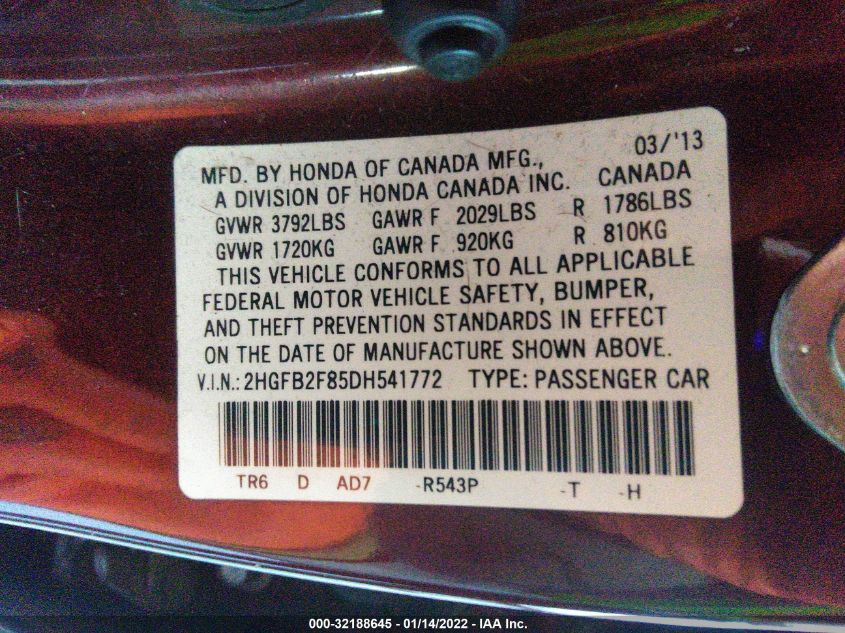 03/'13
MFD. BY HONDA OF CANADA MFG.,
A DIVISION OF HONDA CANADA INC. CANADA
GVWR 3792LBS GAWR F 2029LBS R 1786LBS
GVWR 1720KG GAWR F 920KG R 810KG
THIS VEHICLE CONFORMS TO ALL APPLICABLE
FEDERAL MOTOR VEHICLE SAFETY, BUMPER,
AND THEFT PREVENTION STANDARDS IN EFFECT
ON THE DATE OF MANUFACTURE SHOWN ABOVE.
V.I.N.: 2HGFB2F85DH541772 TYPE: PASSENGER CAR
TR6 D AD7 -R543P -T -H
000-32188645 - 01/14/2022 - IAA Inc.